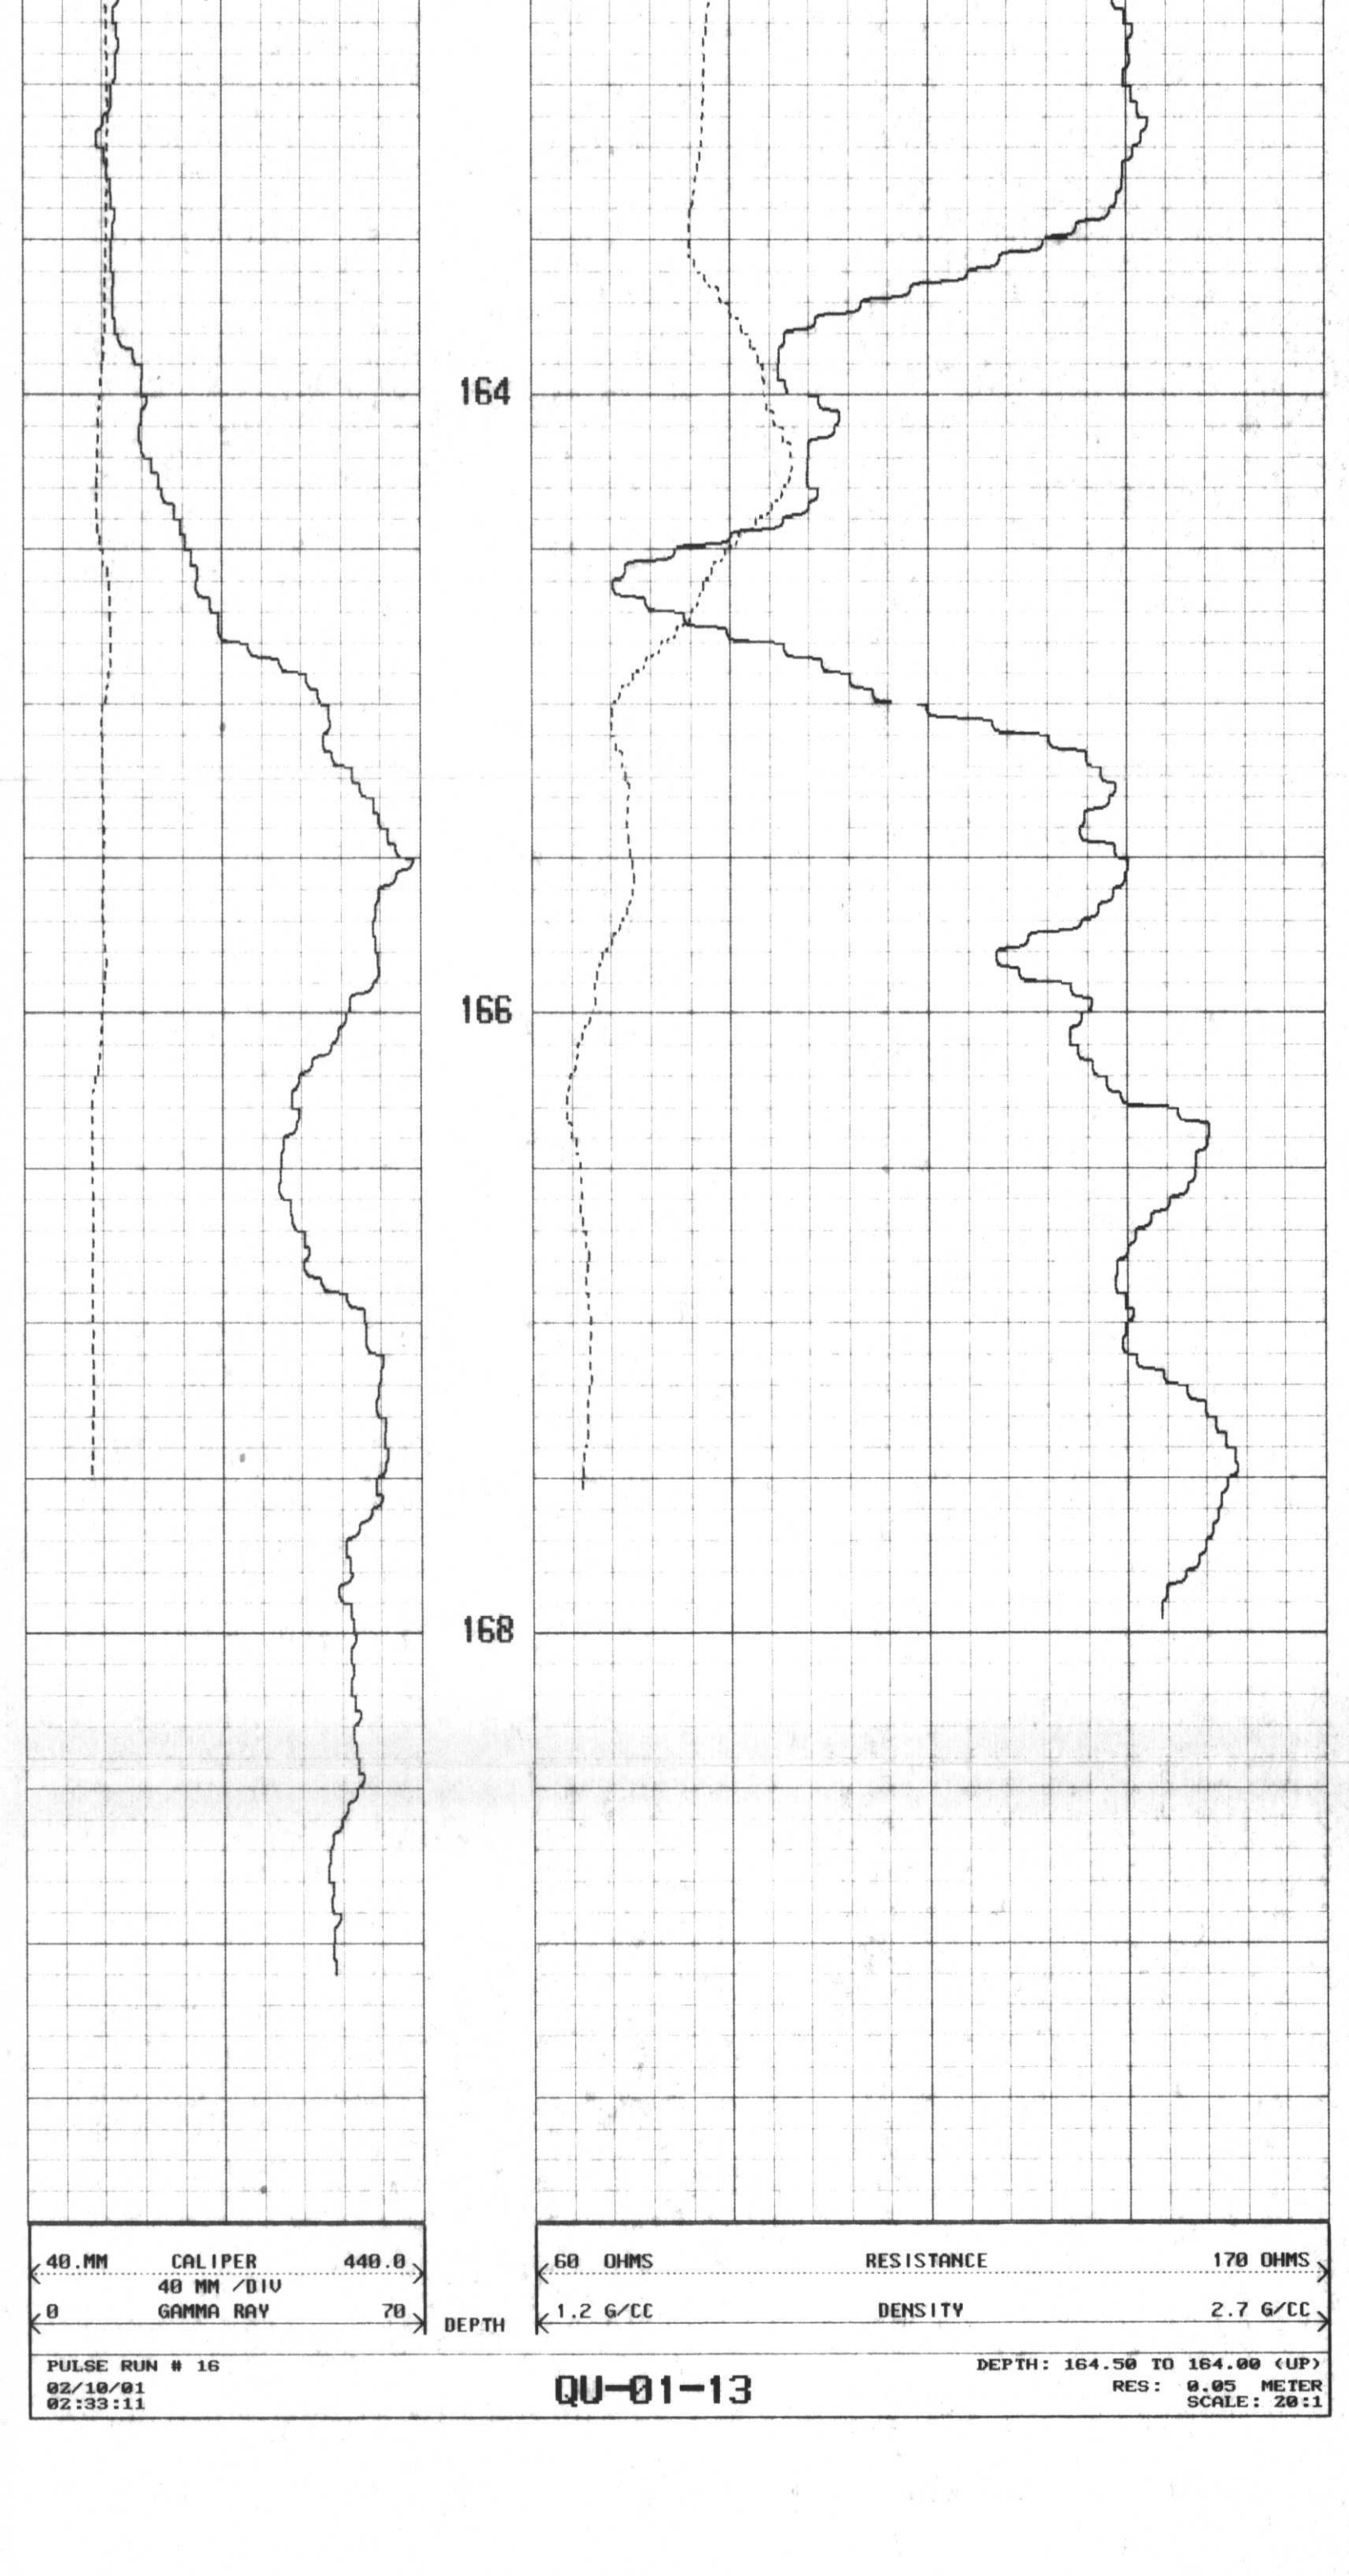 164
166
168
40.MM CALIPER 440.0
40 MM /DIV
0 GAMMA RAY 70
DEPTH
60 OHMS RESISTANCE 170 OHMS
1.2 G/CC DENSITY 2.7 G/CC
PULSE RUN # 16
02/10/01
02:33:11
QU-01-13
DEPTH: 164.50 TO 164.00 (UP)
RES: 0.05 METER
SCALE: 20:1